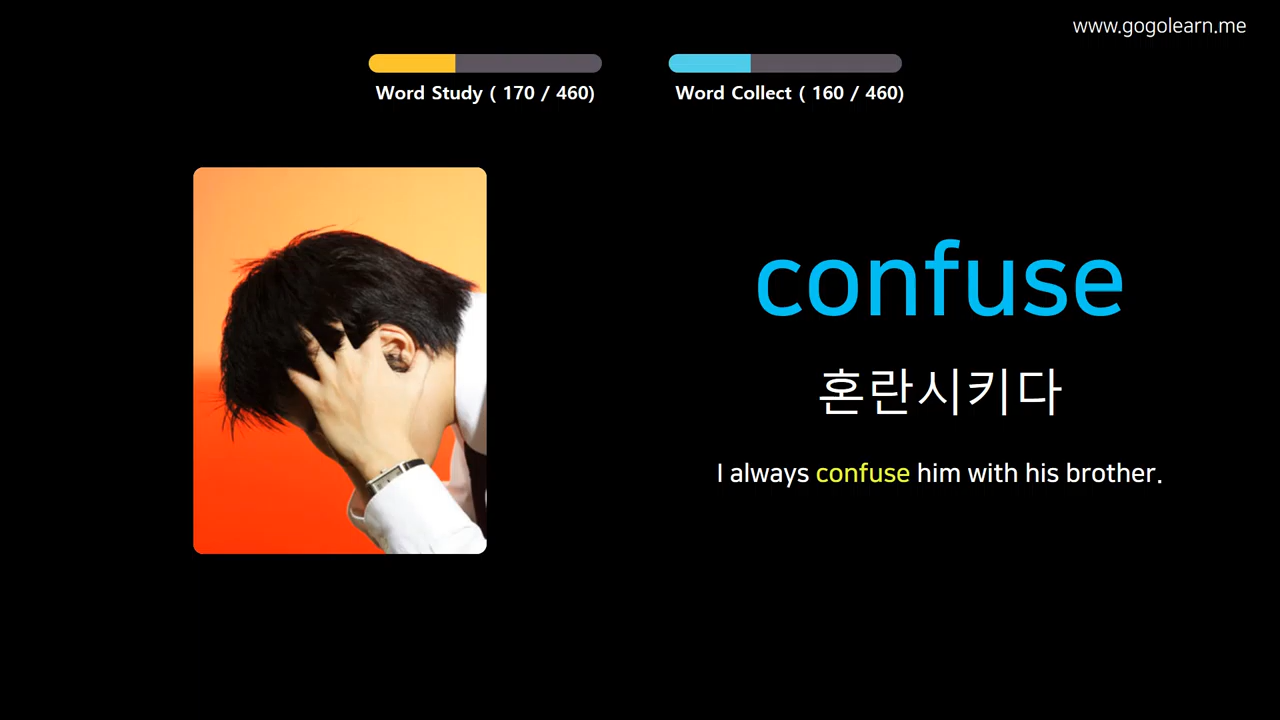 www.gogolearn.me
Word Study ( 170 / 460)
Word Collect ( 160 / 460)
confuse
혼란시키다
I always confuse him with his brother.